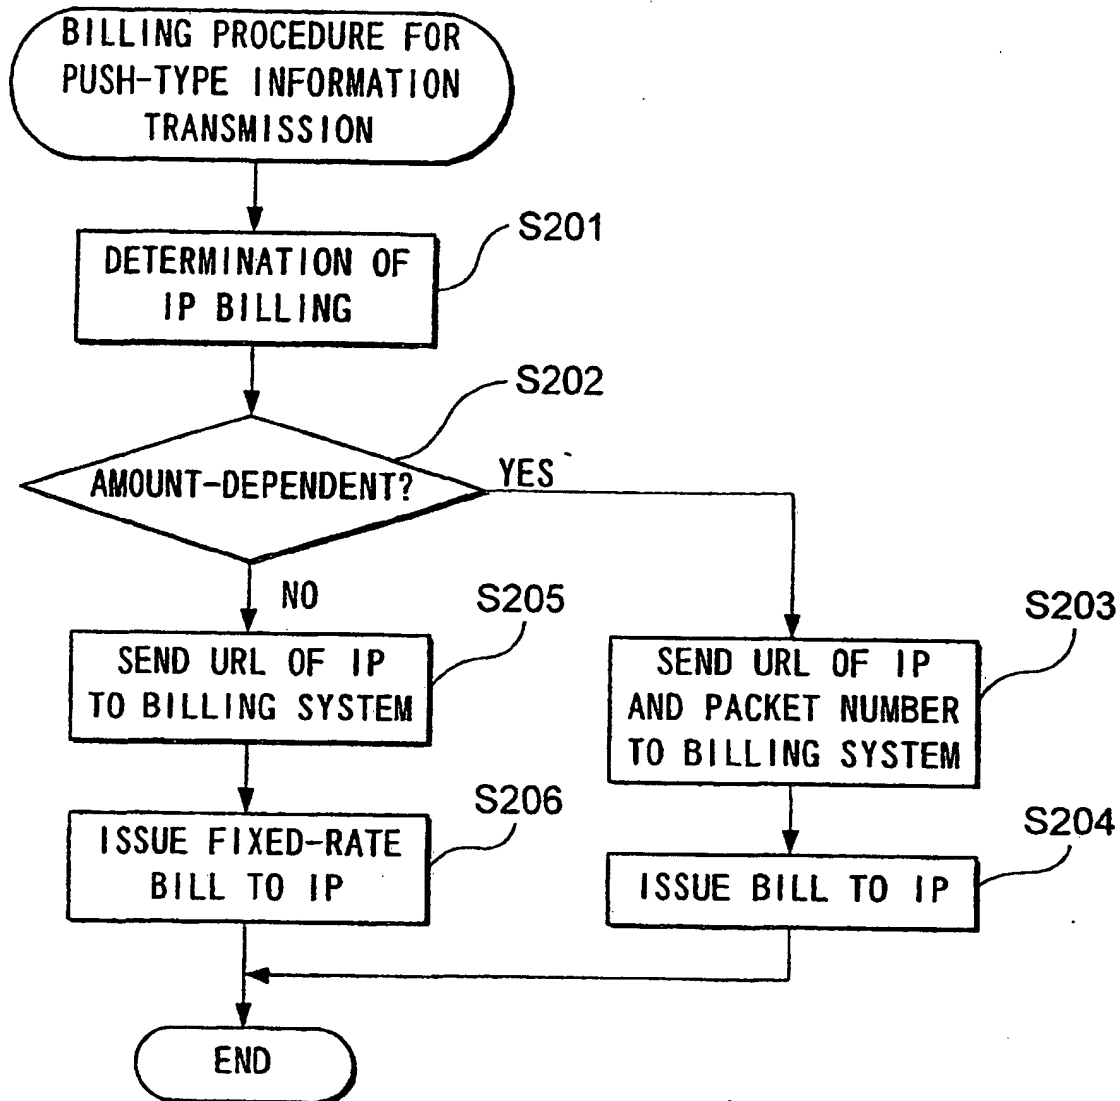 BILLING PROCEDURE FOR
PUSH-TYPE INFORMATION
TRANSMISSION
S201
DETERMINATION OF
IP BILLING
S202
AMOUNT-DEPENDENT?
YES
NO
S205
SEND URL OF IP
TO BILLING SYSTEM
S203
SEND URL OF IP
AND PACKET NUMBER
TO BILLING SYSTEM
S206
ISSUE FIXED-RATE
BILL TO IP
S204
ISSUE BILL TO IP
END